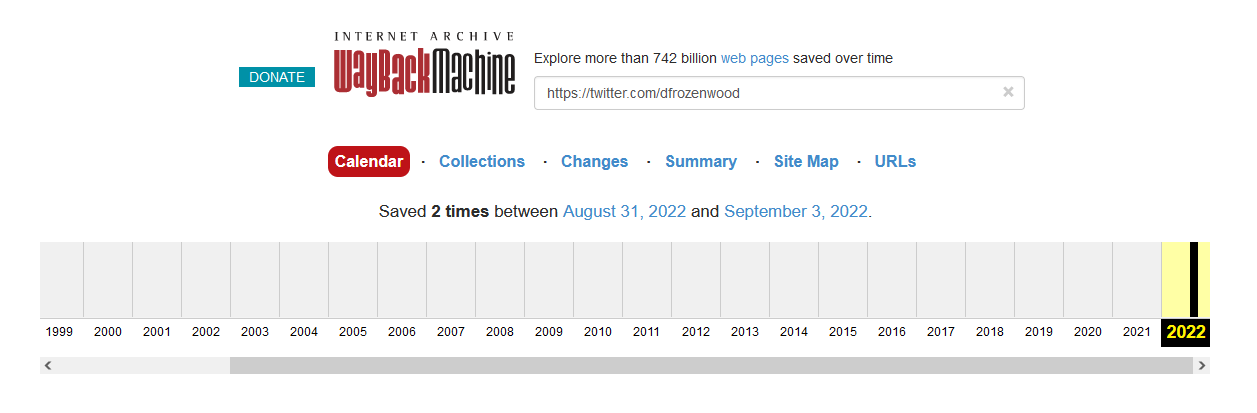 INTERNET ARCHIVE
WayBackMachine
DONATE
Explore more than 742 billion web pages saved over time
https://twitter.com/dfrozenwood ×
Calendar · Collections · Changes · Summary · Site Map · URLs
Saved 2 times between August 31, 2022 and September 3, 2022.
1999 2000 2001 2002 2003 2004 2005 2006 2007 2008 2009 2010 2011 2012 2013 2014 2015 2016 2017 2018 2019 2020 2021 2022